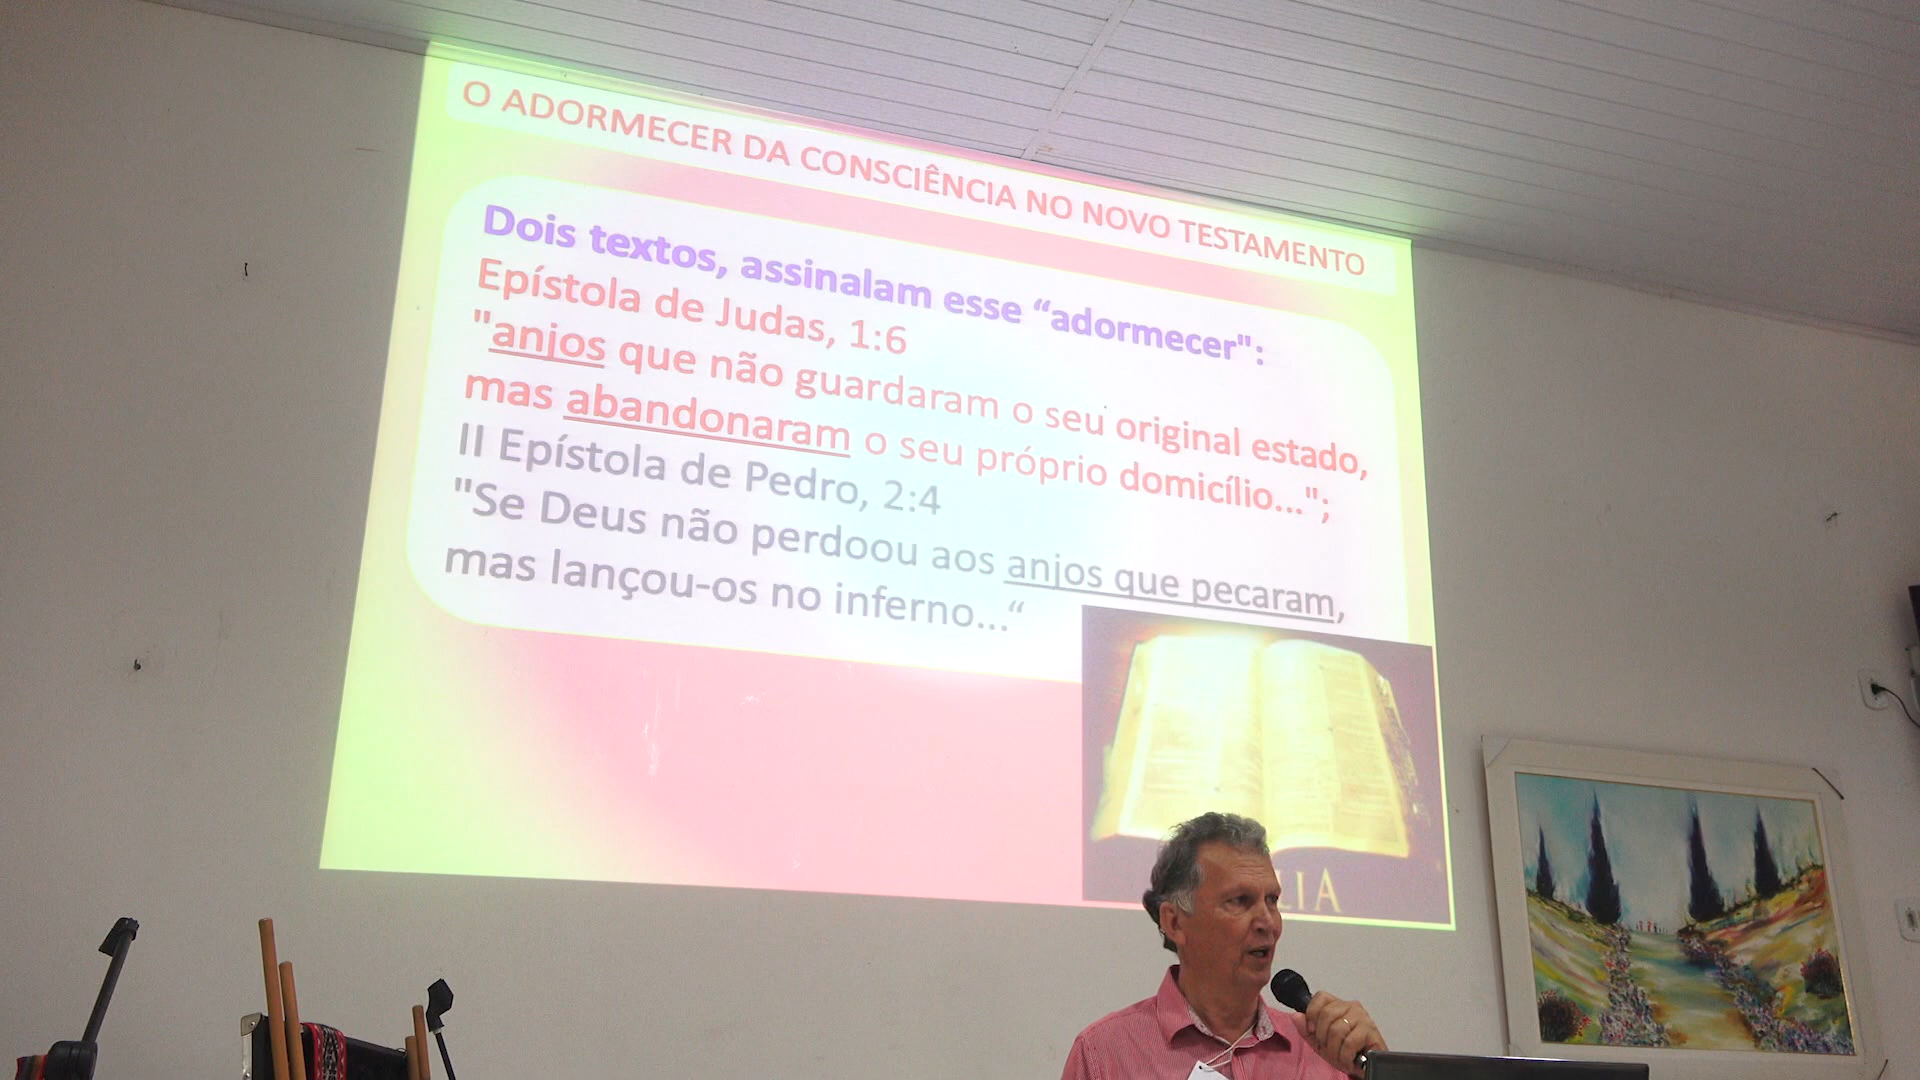 O ADORMECER DA CONSCIÊNCIA NO NOVO TESTAMENTO
Dois textos, assinalam esse “adormecer":
Epístola de Judas, 1:6
"anjos que não guardaram o seu original estado,
mas abandonaram o seu próprio domicílio...";
II Epístola de Pedro, 2:4
"Se Deus não perdoou aos anjos que pecaram,
mas lançou-os no inferno...“
LIA